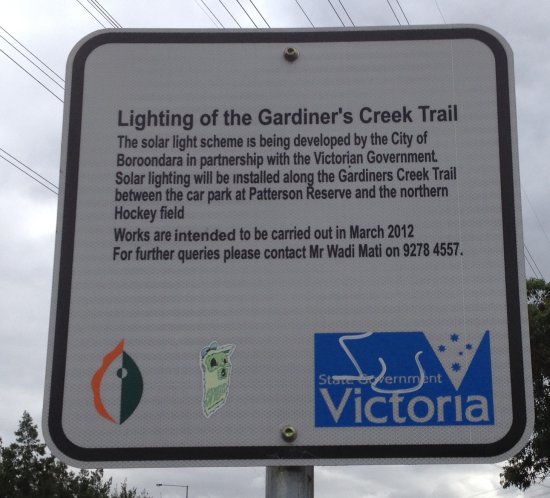 Lighting of the Gardiner's Creek Trail
The solar light scheme is being developed by the City of
Boroondara in partnership with the Victorian Government.
Solar lighting will be installed along the Gardiners Creek Trail
between the car park at Patterson Reserve and the northern
Hockey field
Works are intended to be carried out in March 2012
For further queries please contact Mr Wadi Mati on 9278 4557.
State Government
Victoria